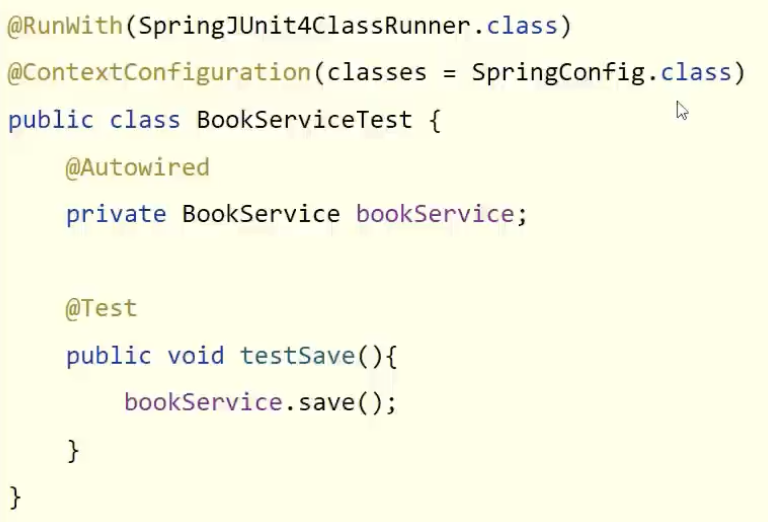 @RunWith(SpringJUnit4ClassRunner.class)
@ContextConfiguration(classes = SpringConfig.class)
public class BookServiceTest {
    @Autowired
    private BookService bookService;

    @Test
    public void testSave(){
        bookService.save();
    }
}